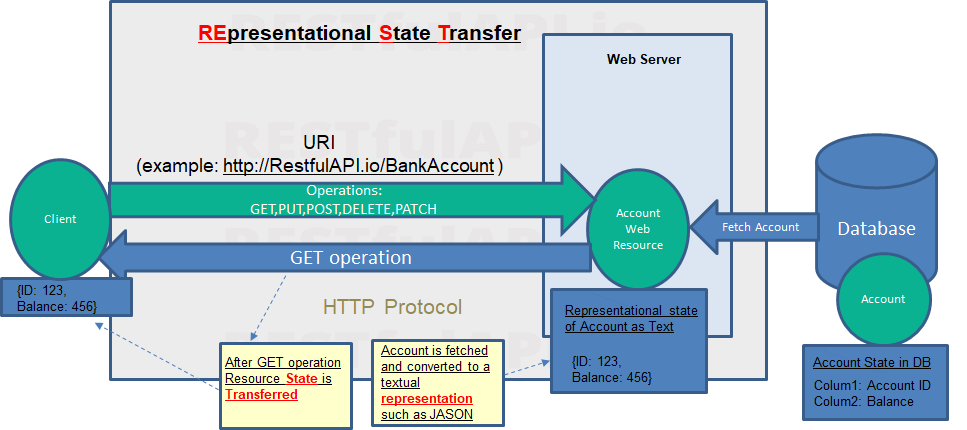 REpresentational State Transfer
Web Server
URI
(example: http://RestfulAPI.io/BankAccount )
Operations:
GET,PUT,POST,DELETE,PATCH
Client
Account
Web
Resource
Fetch Account
Database
GET operation
Account
{ID: 123,
Balance: 456}
HTTP Protocol
Representational state
of Account as Text
{ID: 123,
Balance: 456}
After GET operation
Resource State is
Transferred
Account is fetched
and converted to a
textual
representation
such as JASON
Account State in DB
Colum1: Account ID
Colum2: Balance
RESTfulAPI.io
RESTfulAPI